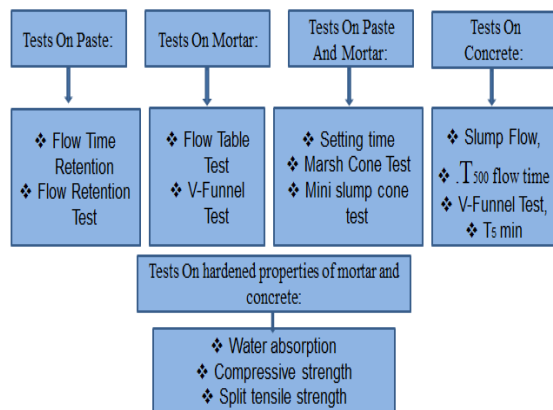 Tests On Paste:
❖ Flow Time
Retention
❖ Flow Retention
Test
Tests On Mortar:
❖ Flow Table
Test
❖ V-Funnel
Test
Tests On Paste
And Mortar:
❖ Setting time
❖ Marsh Cone Test
❖ Mini slump cone
test
Tests On
Concrete:
❖ Slump Flow,
❖ .T500 flow time
❖ V-Funnel Test,
❖ T5 min
Tests On hardened properties of mortar and
concrete:
❖ Water absorption
❖ Compressive strength
❖ Split tensile strength